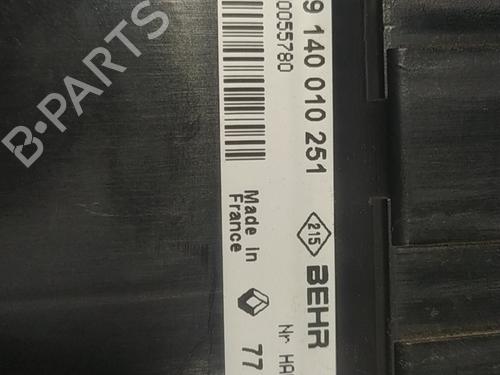 B-PARTS
9 140 010 251
0055780
215
BEHR
Made in
France
Nr HA
77